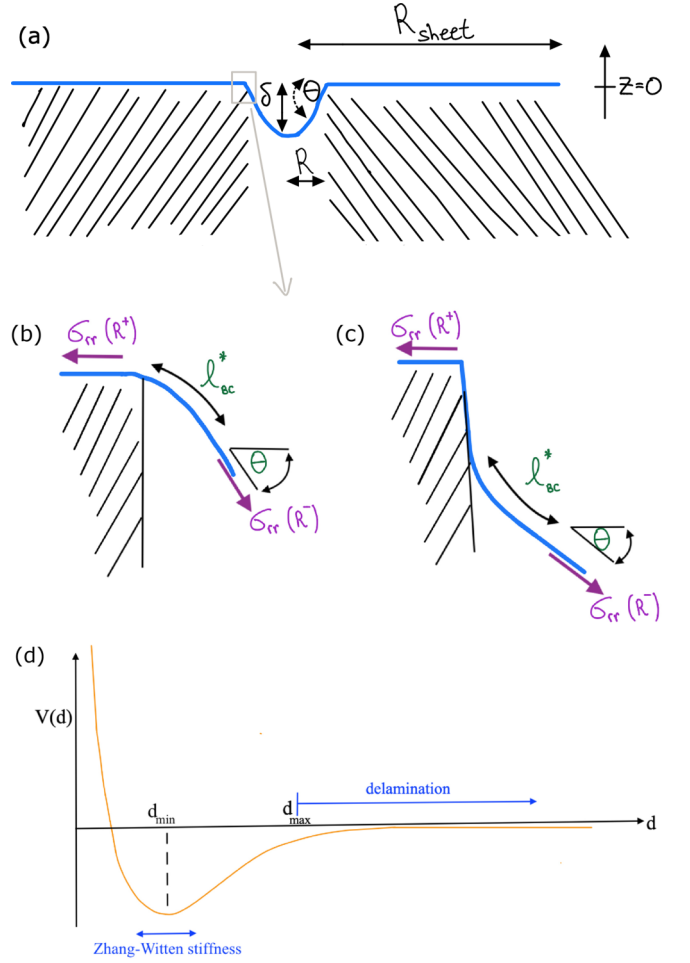 (a)
R_sheet
δ
θ
z=0
R
(b)
σ_rr (R⁺)
ℓ*_BC
θ
σ_rr (R⁻)
(c)
σ_rr (R⁺)
ℓ*_BC
θ
σ_rr (R⁻)
(d)
V(d)
delamination
d_min
d_max
d
Zhang-Witten stiffness